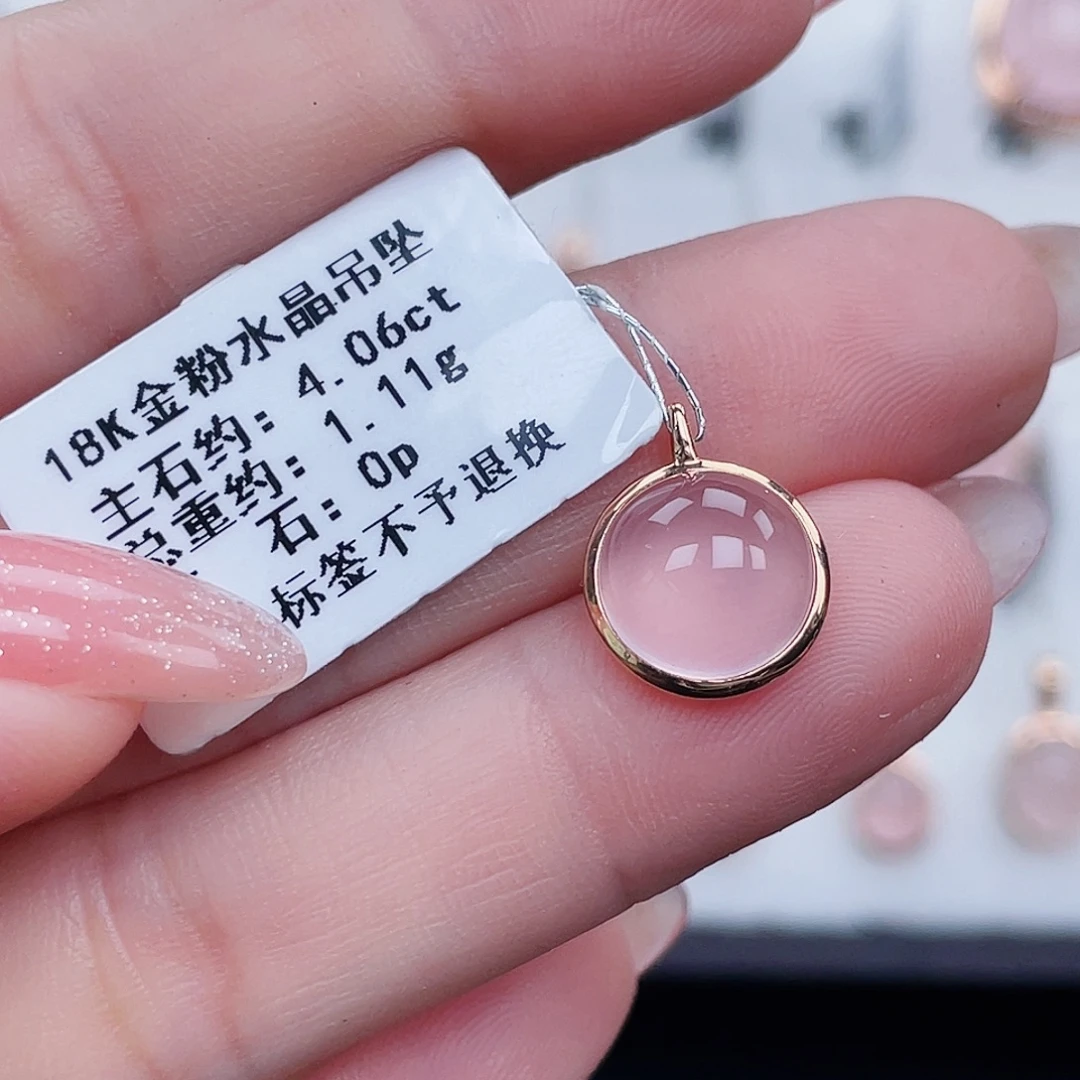 18K金粉水晶吊坠
主石约: 4.06ct
总重约: 1.11g
石: 0p
标签不予退换